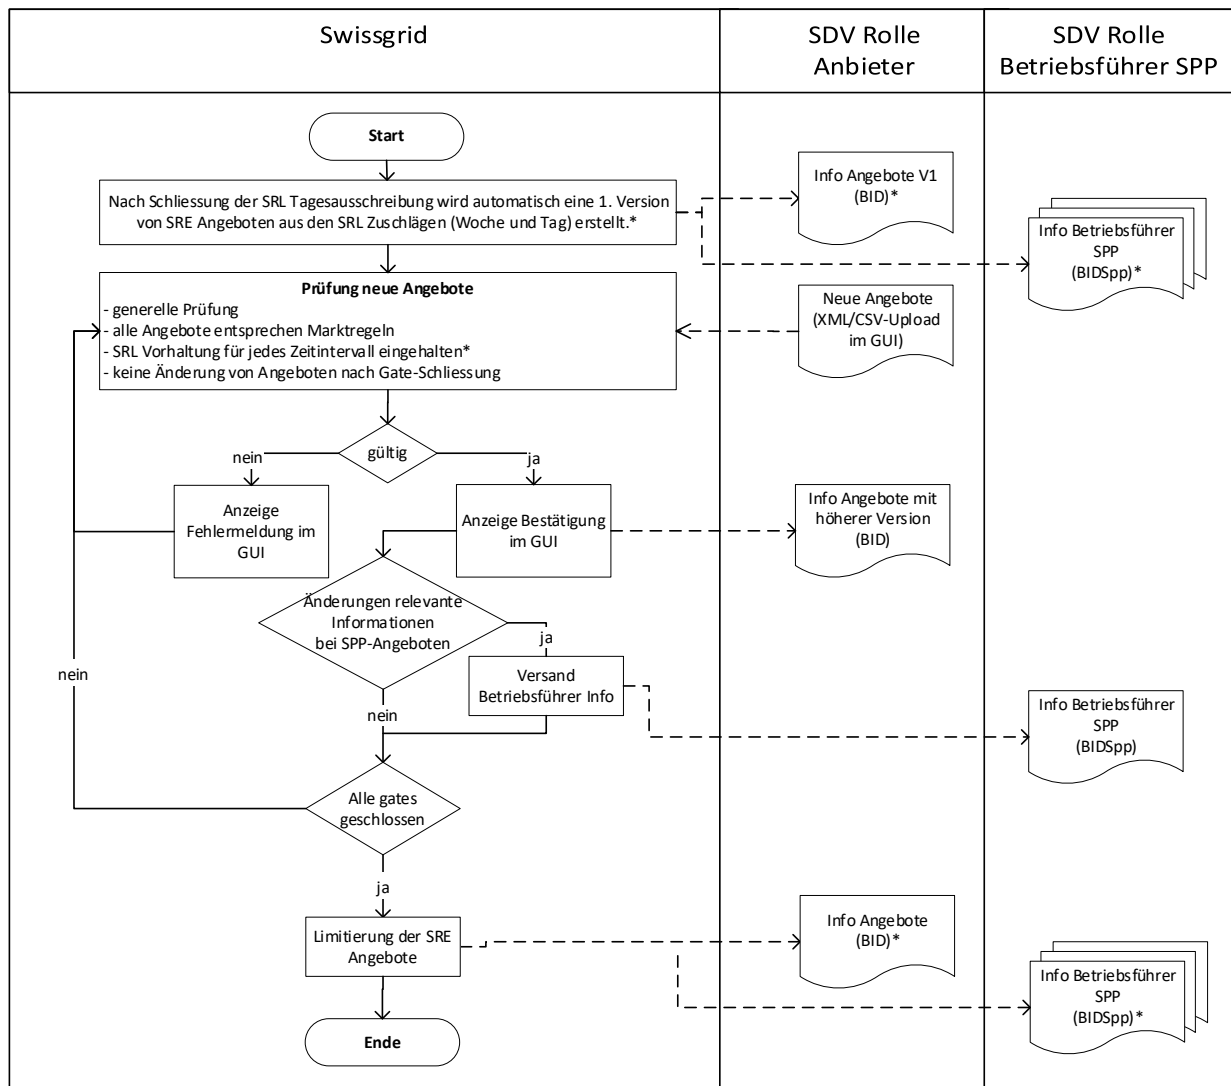 Swissgrid
SDV Rolle
Anbieter
SDV Rolle
Betriebsführer SPP
Start
Nach Schliessung der SRL Tagesausschreibung wird automatisch eine 1. Version
von SRE Angeboten aus den SRL Zuschlägen (Woche und Tag) erstellt.*
Info Angebote V1
(BID)*
Info Betriebsführer
SPP
(BIDSpp)*
Prüfung neue Angebote
- generelle Prüfung
- alle Angebote entsprechen Marktregeln
- SRL Vorhaltung für jedes Zeitintervall eingehalten*
- keine Änderung von Angeboten nach Gate-Schliessung
Neue Angebote
(XML/CSV-Upload
im GUI)
gültig
nein
ja
Anzeige
Fehlermeldung im
GUI
Anzeige Bestätigung
im GUI
Info Angebote mit
höherer Version
(BID)
Änderungen relevante
Informationen
bei SPP-Angeboten
ja
nein
Versand
Betriebsführer Info
nein
Info Betriebsführer
SPP
(BIDSpp)
Alle gates
geschlossen
ja
Limitierung der SRE
Angebote
Info Angebote
(BID)*
Info Betriebsführer
SPP
(BIDSpp)*
Ende